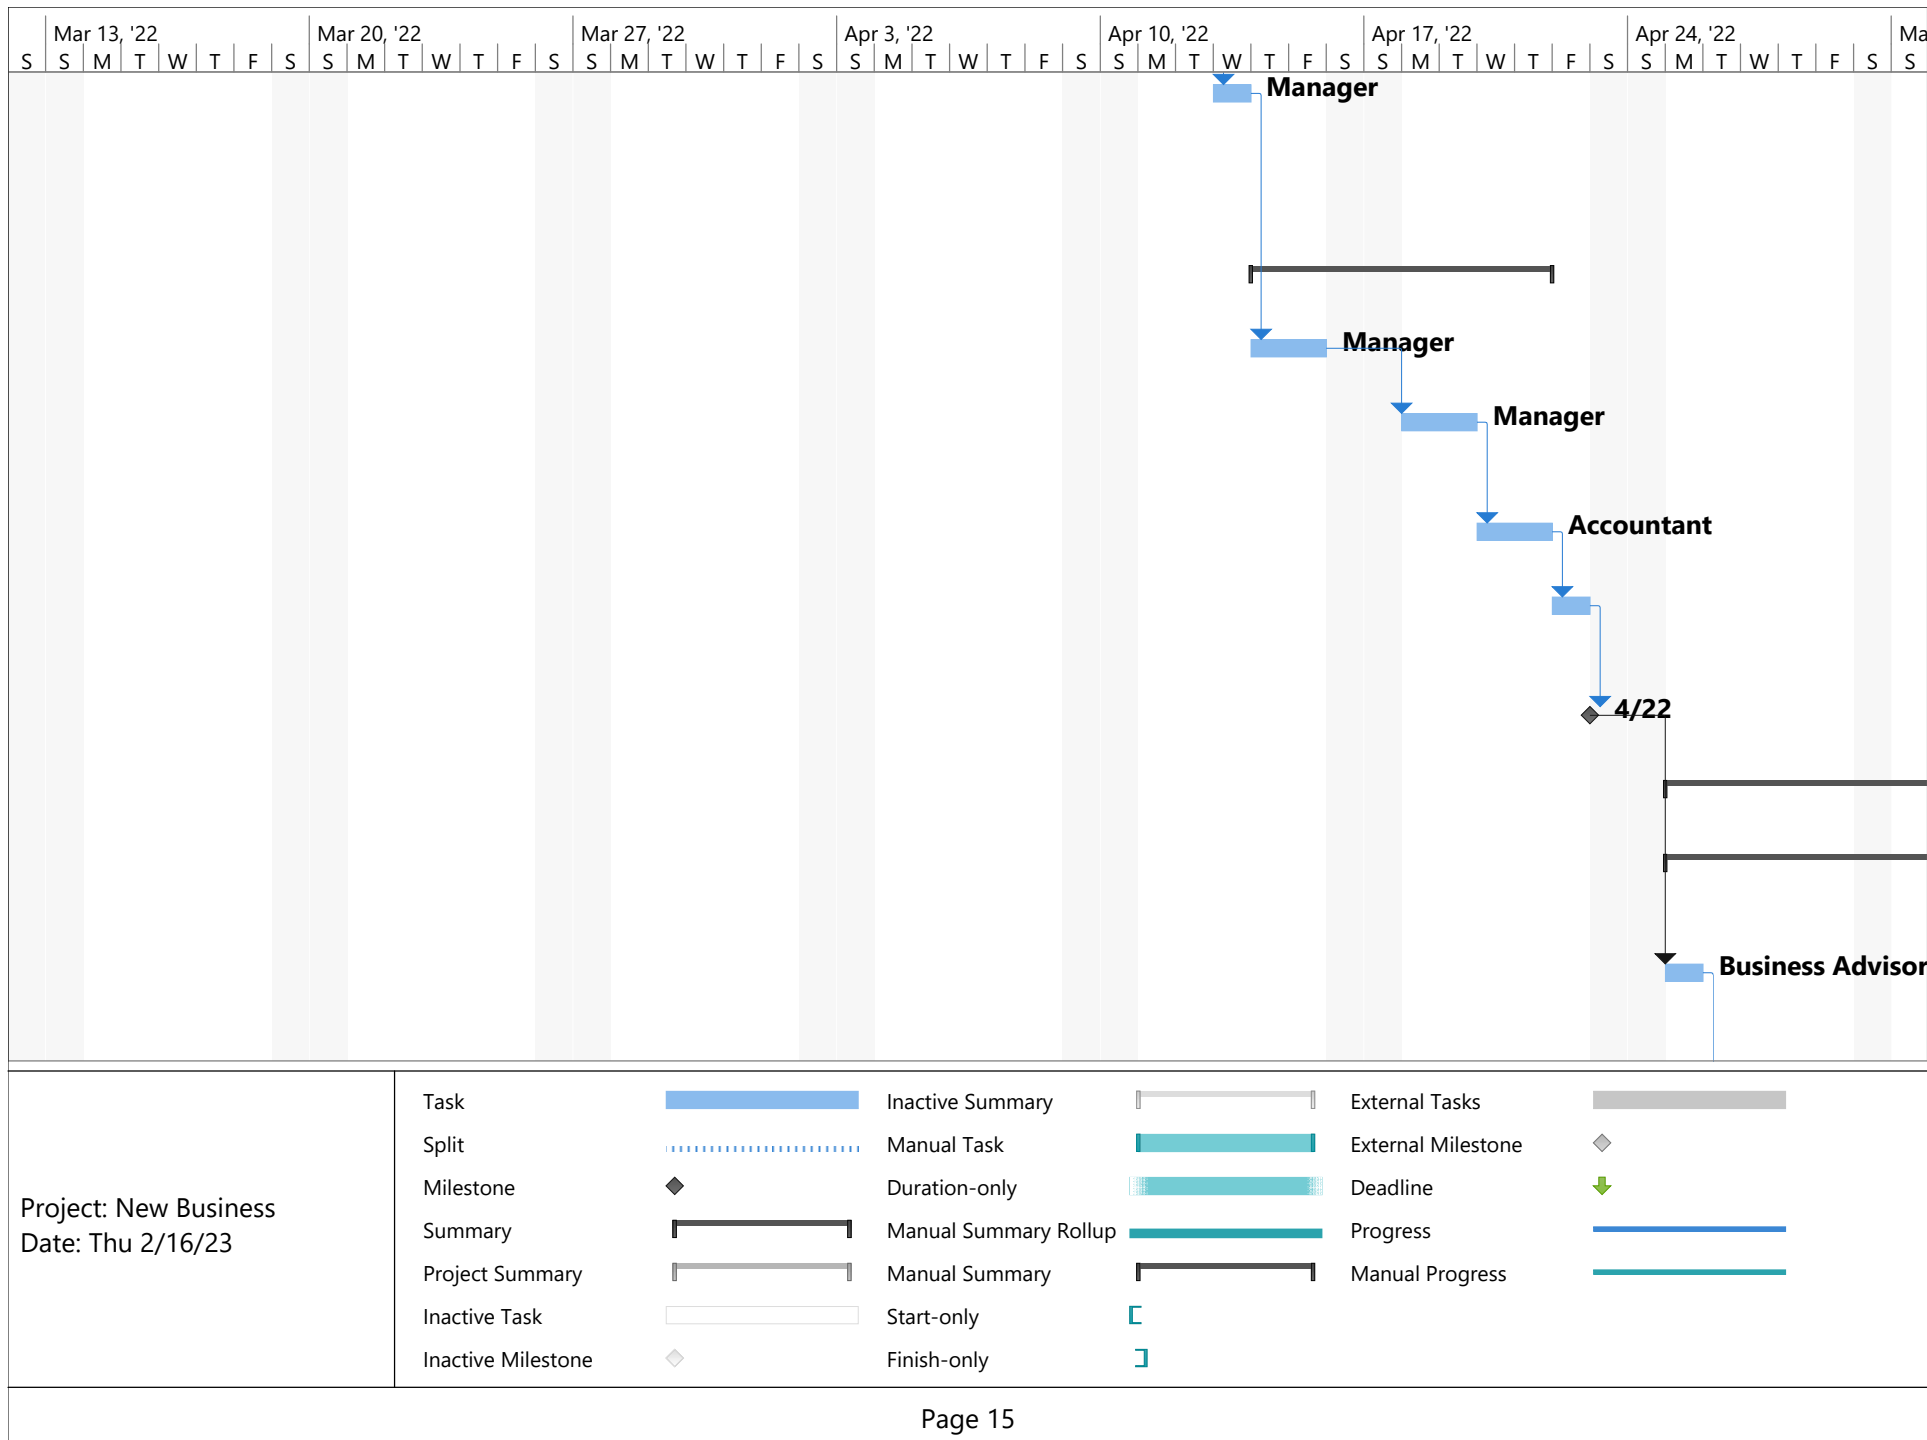 Mar 13, '22 Mar 20, '22 Mar 27, '22 Apr 3, '22 Apr 10, '22 Apr 17, '22 Apr 24, '22 Ma
S S M T W T F S S M T W T F S S M T W T F S S M T W T F S S M T W T F S S M T W T F S S M T W T F S S
Manager
Manager
Manager
Accountant
4/22
Business Advisor
Project: New Business
Date: Thu 2/16/23
Task
Split
Milestone
Summary
Project Summary
Inactive Task
Inactive Milestone
Inactive Summary
Manual Task
Duration-only
Manual Summary Rollup
Manual Summary
Start-only
Finish-only
External Tasks
External Milestone
Deadline
Progress
Manual Progress
Page 15